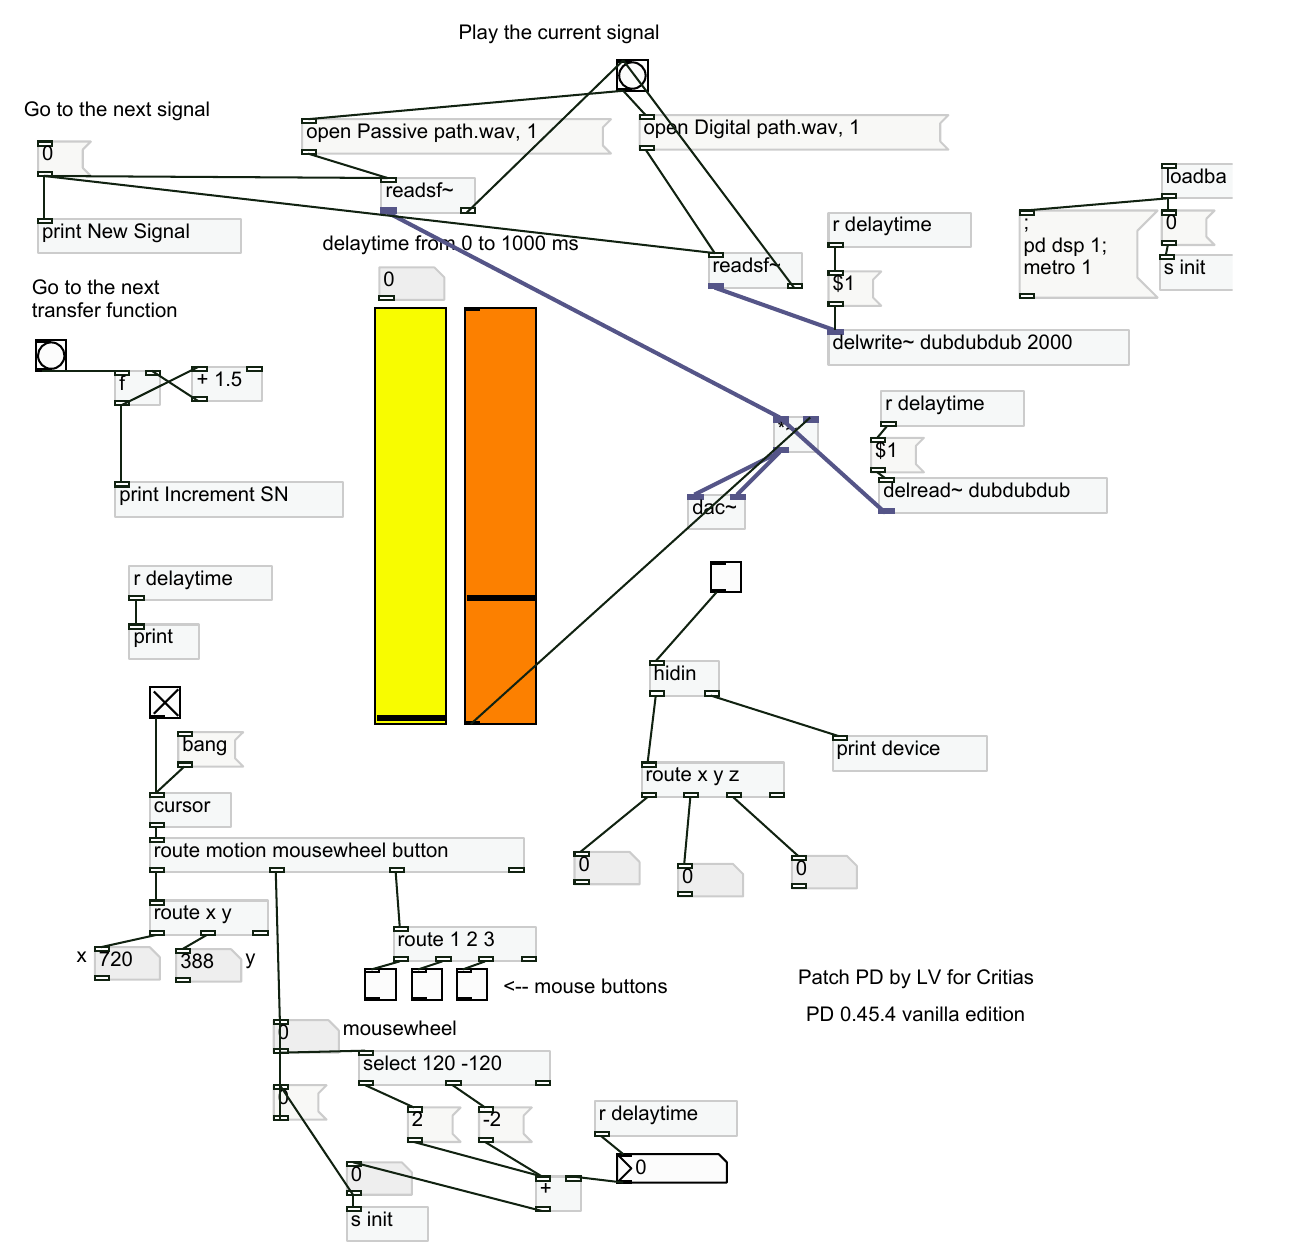 Play the current signal
Go to the next signal
open Passive path.wav, 1
open Digital path.wav, 1
0
readsf~
loadba
print New Signal
r delaytime
;
pd dsp 1;
metro 1
0
delaytime from 0 to 1000 ms
readsf~
s init
0
$1
Go to the next
transfer function
delwrite~ dubdubdub 2000
f
+ 1.5
r delaytime
*~
$1
print Increment SN
delread~ dubdubdub
dac~
r delaytime
print
hidin
bang
print device
route x y z
cursor
route motion mousewheel button
0
0
0
route x y
route 1 2 3
x
720
388
y
<-- mouse buttons
Patch PD by LV for Critias
PD 0.45.4 vanilla edition
0
mousewheel
select 120 -120
0
2
-2
r delaytime
0
0
+
s init